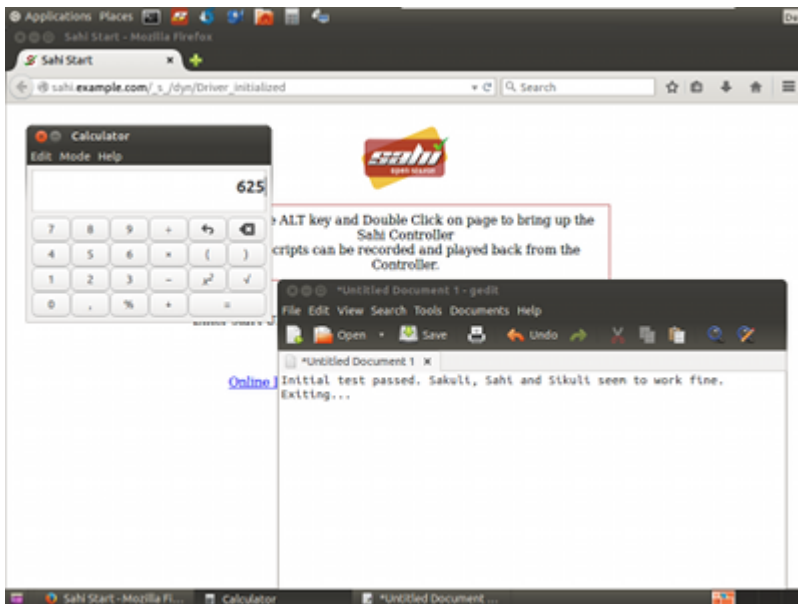 Applications Places
Sahi Start - Mozilla Firefox
Sahi Start
sahi.example.com/_s_/dyn/Driver_initialized
Search
Calculator
Edit Mode Help
625
7 8 9 ÷
4 5 6 × ( )
1 2 3 − x² √
0 , % + =
sahi
open source
ALT key and Double Click on page to bring up the
Sahi Controller
cripts can be recorded and played back from the
Controller.
Online
*Untitled Document 1 - gedit
File Edit View Search Tools Documents Help
Open Save Undo
*Untitled Document 1
Initial test passed. Sakuli, Sahi and Sikuli seem to work fine.
Exiting...
Sahi Start - Mozilla Fi...
Calculator
*Untitled Document ...